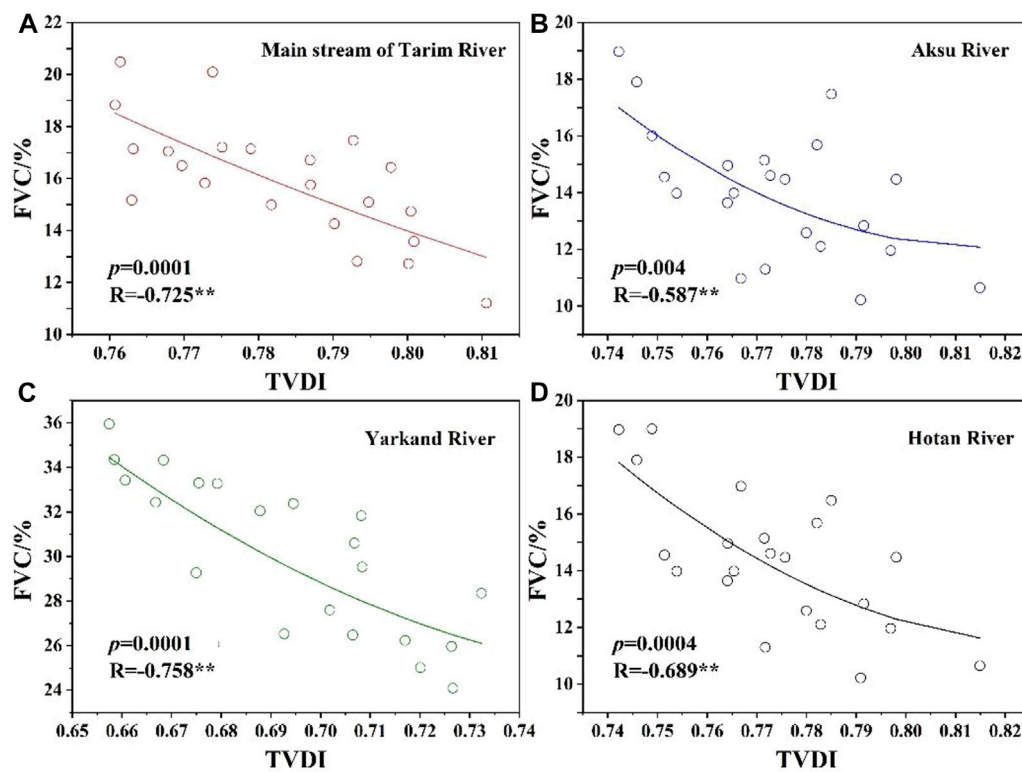 A
Main stream of Tarim River
FVC/%
22
20
18
16
14
12
10
p=0.0001
R=-0.725**
0.76 0.77 0.78 0.79 0.80 0.81
TVDI
B
Aksu River
FVC/%
20
18
16
14
12
10
p=0.004
R=-0.587**
0.74 0.75 0.76 0.77 0.78 0.79 0.80 0.81 0.82
TVDI
C
Yarkand River
FVC/%
36
34
32
30
28
26
24
p=0.0001
R=-0.758**
0.65 0.66 0.67 0.68 0.69 0.70 0.71 0.72 0.73 0.74
TVDI
D
Hotan River
FVC/%
20
18
16
14
12
10
p=0.0004
R=-0.689**
0.74 0.75 0.76 0.77 0.78 0.79 0.80 0.81 0.82
TVDI